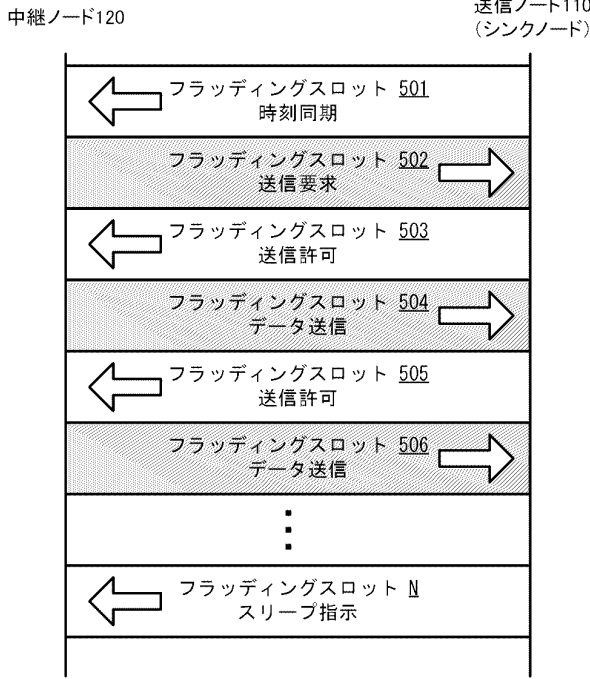 中継ノード120
送信ノード110
(シンクノード)
フラッディングスロット 501
時刻同期
フラッディングスロット 502
送信要求
フラッディングスロット 503
送信許可
フラッディングスロット 504
データ送信
フラッディングスロット 505
送信許可
フラッディングスロット 506
データ送信
フラッディングスロット N
スリープ指示